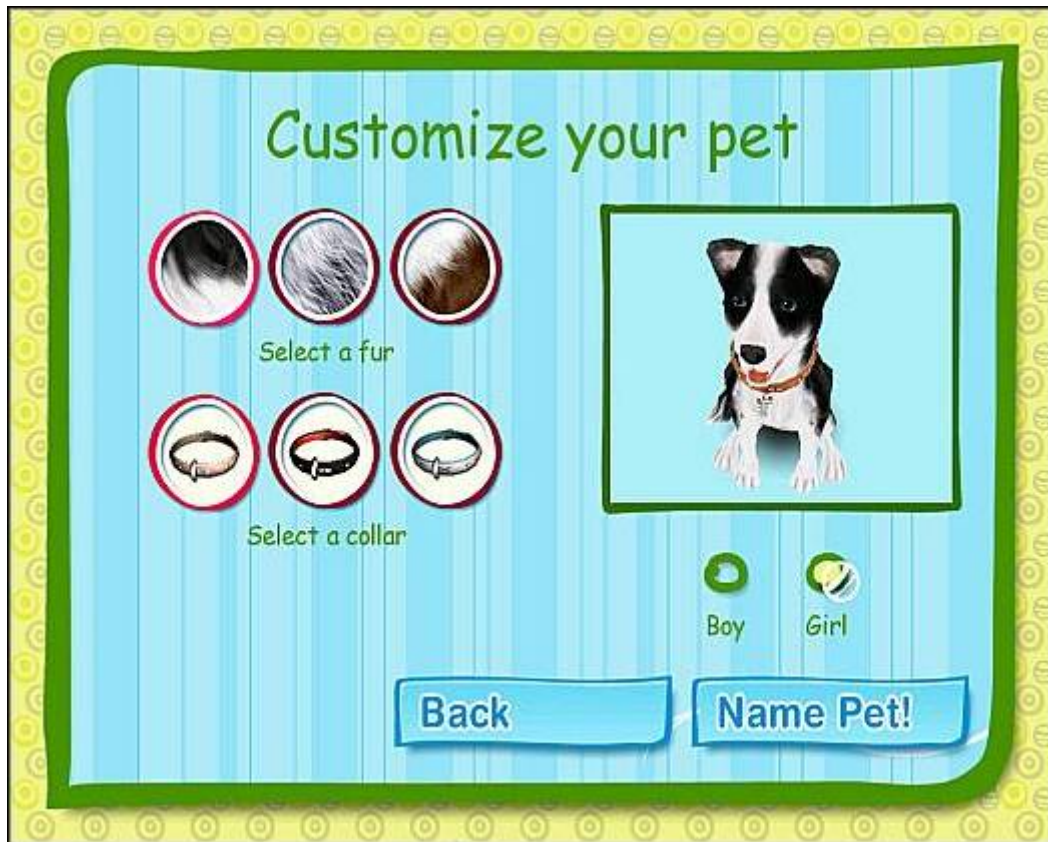 Customize your pet
Select a fur
Select a collar
Boy
Girl
Back
Name Pet!